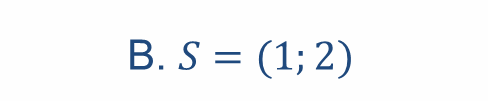 B. S = (1; 2)